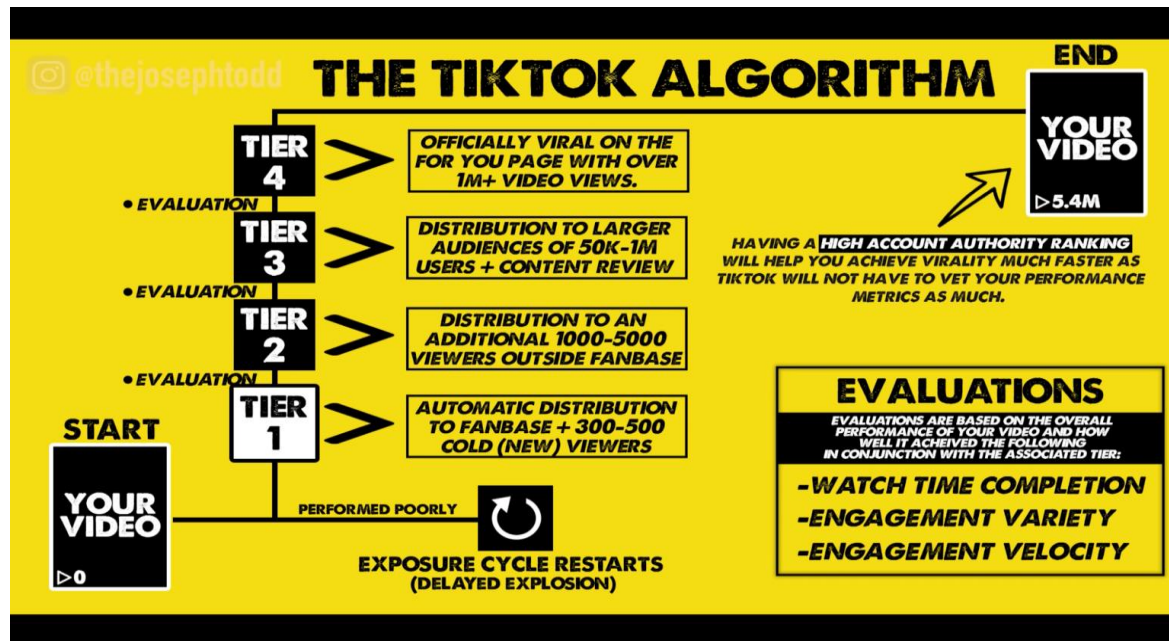 @thejosephtodd
THE TIKTOK ALGORITHM
END
YOUR
VIDEO
▷5.4M
TIER
4
OFFICIALLY VIRAL ON THE
FOR YOU PAGE WITH OVER
1M+ VIDEO VIEWS.
• EVALUATION
TIER
3
DISTRIBUTION TO LARGER
AUDIENCES OF 50K-1M
USERS + CONTENT REVIEW
HAVING A HIGH ACCOUNT AUTHORITY RANKING
WILL HELP YOU ACHIEVE VIRALITY MUCH FASTER AS
TIKTOK WILL NOT HAVE TO VET YOUR PERFORMANCE
METRICS AS MUCH.
• EVALUATION
TIER
2
DISTRIBUTION TO AN
ADDITIONAL 1000-5000
VIEWERS OUTSIDE FANBASE
• EVALUATION
TIER
1
AUTOMATIC DISTRIBUTION
TO FANBASE + 300-500
COLD (NEW) VIEWERS
START
YOUR
VIDEO
▷0
PERFORMED POORLY
EXPOSURE CYCLE RESTARTS
(DELAYED EXPLOSION)
EVALUATIONS
EVALUATIONS ARE BASED ON THE OVERALL
PERFORMANCE OF YOUR VIDEO AND HOW
WELL IT ACHEIVED THE FOLLOWING
IN CONJUNCTION WITH THE ASSOCIATED TIER:
-WATCH TIME COMPLETION
-ENGAGEMENT VARIETY
-ENGAGEMENT VELOCITY